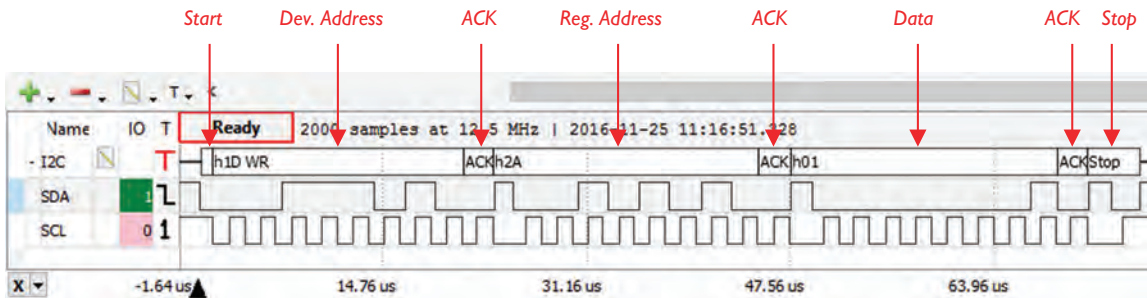 Start Dev. Address ACK Reg. Address ACK Data ACK Stop
T
Name IO T Ready 2000 samples at 12.5 MHz | 2016-11-25 11:16:51.328
- I2C T h1D WR ACK h2A ACK h01 ACK Stop
SDA 1
SCL 0 1
X -1.64 us 14.76 us 31.16 us 47.56 us 63.96 us